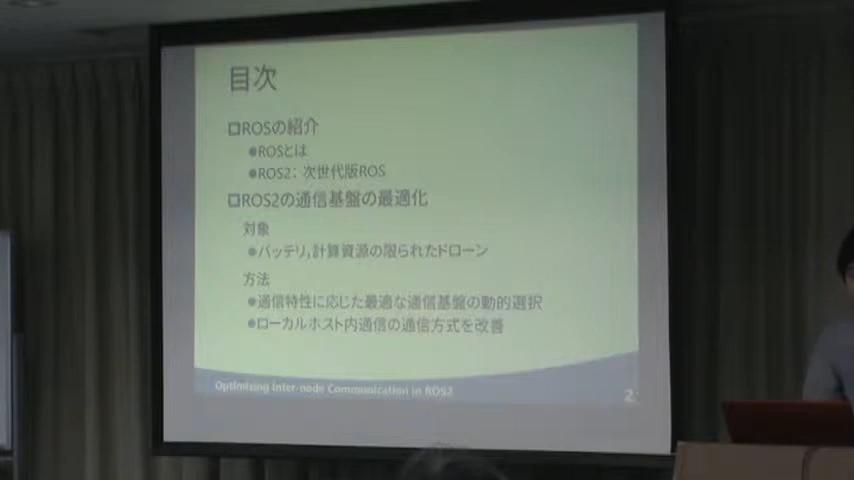 目次
ROSの紹介
●ROSとは
●ROS2: 次世代版ROS
ROS2の通信基盤の最適化
対象
●バッテリ,計算資源の限られたドローン
方法
●通信特性に応じた最適な通信基盤の動的選択
●ローカルホスト内通信の通信方式を改善
Optimizing Inter-node Communication in ROS2
2